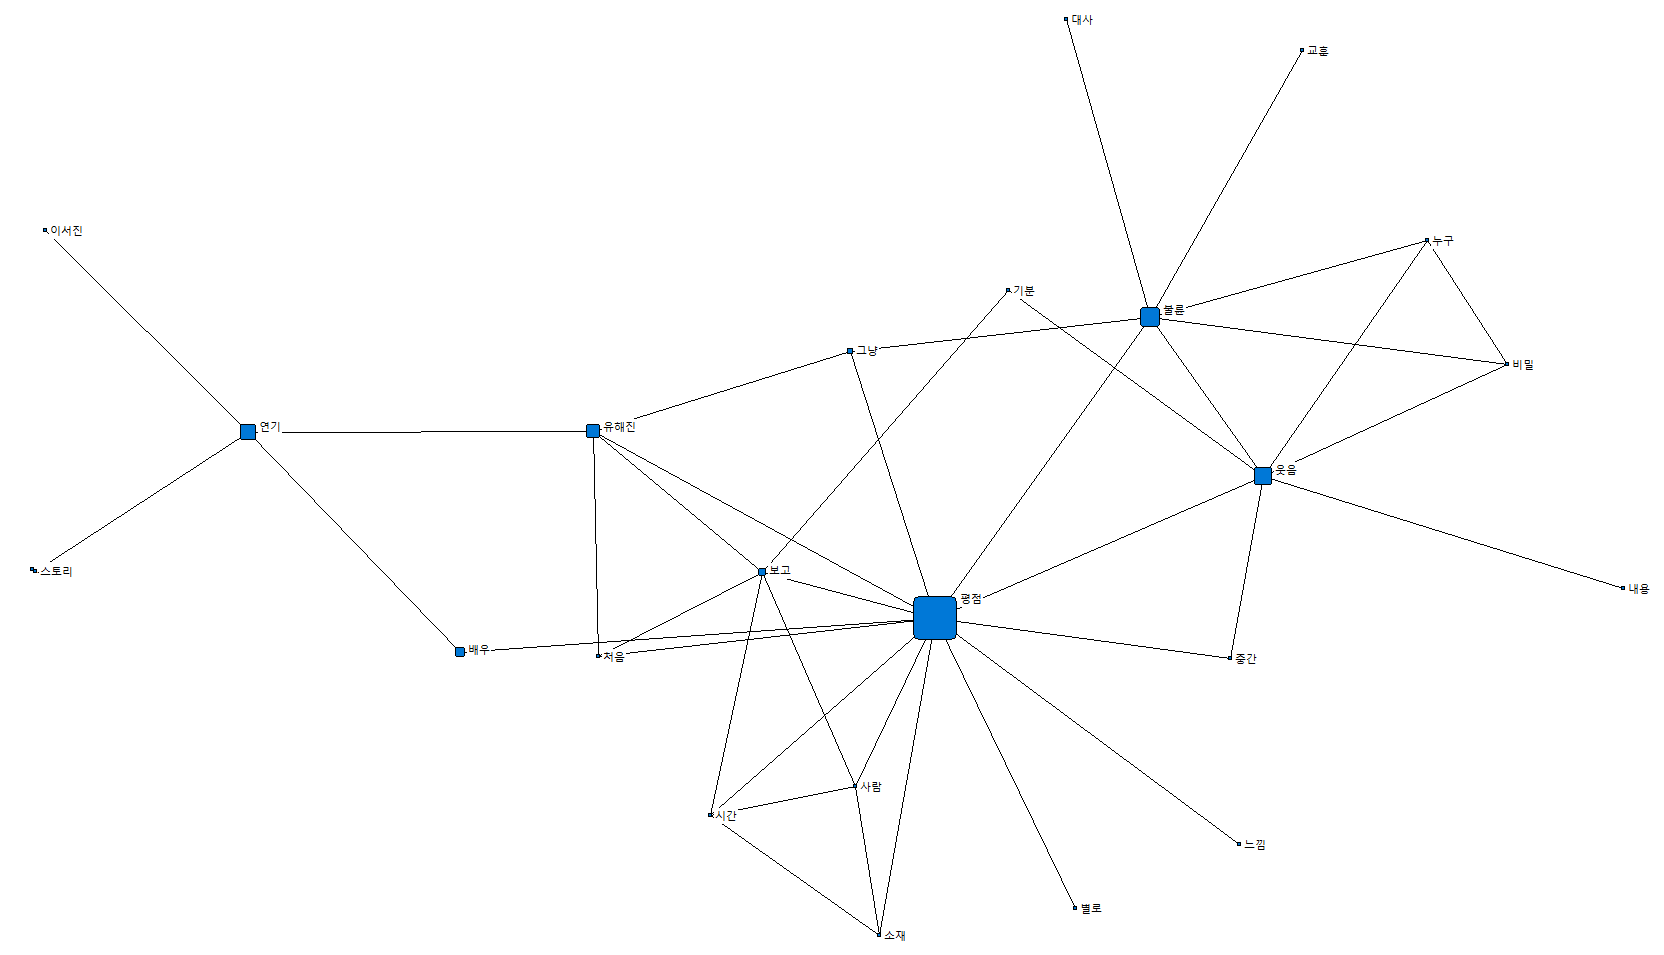 대사
교훈
이서진
누구
기분
불륜
그냥
비밀
연기
유해진
웃음
스토리
보고
내용
평점
배우
처음
중간
사람
시간
느낌
별로
소재